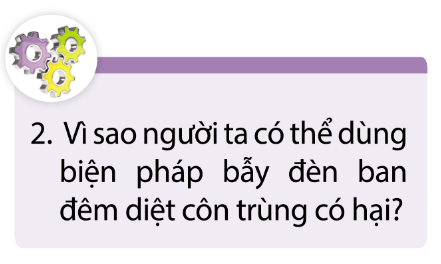 2. Vì sao người ta có thể dùng
biện pháp bẫy đèn ban
đêm diệt côn trùng có hại?